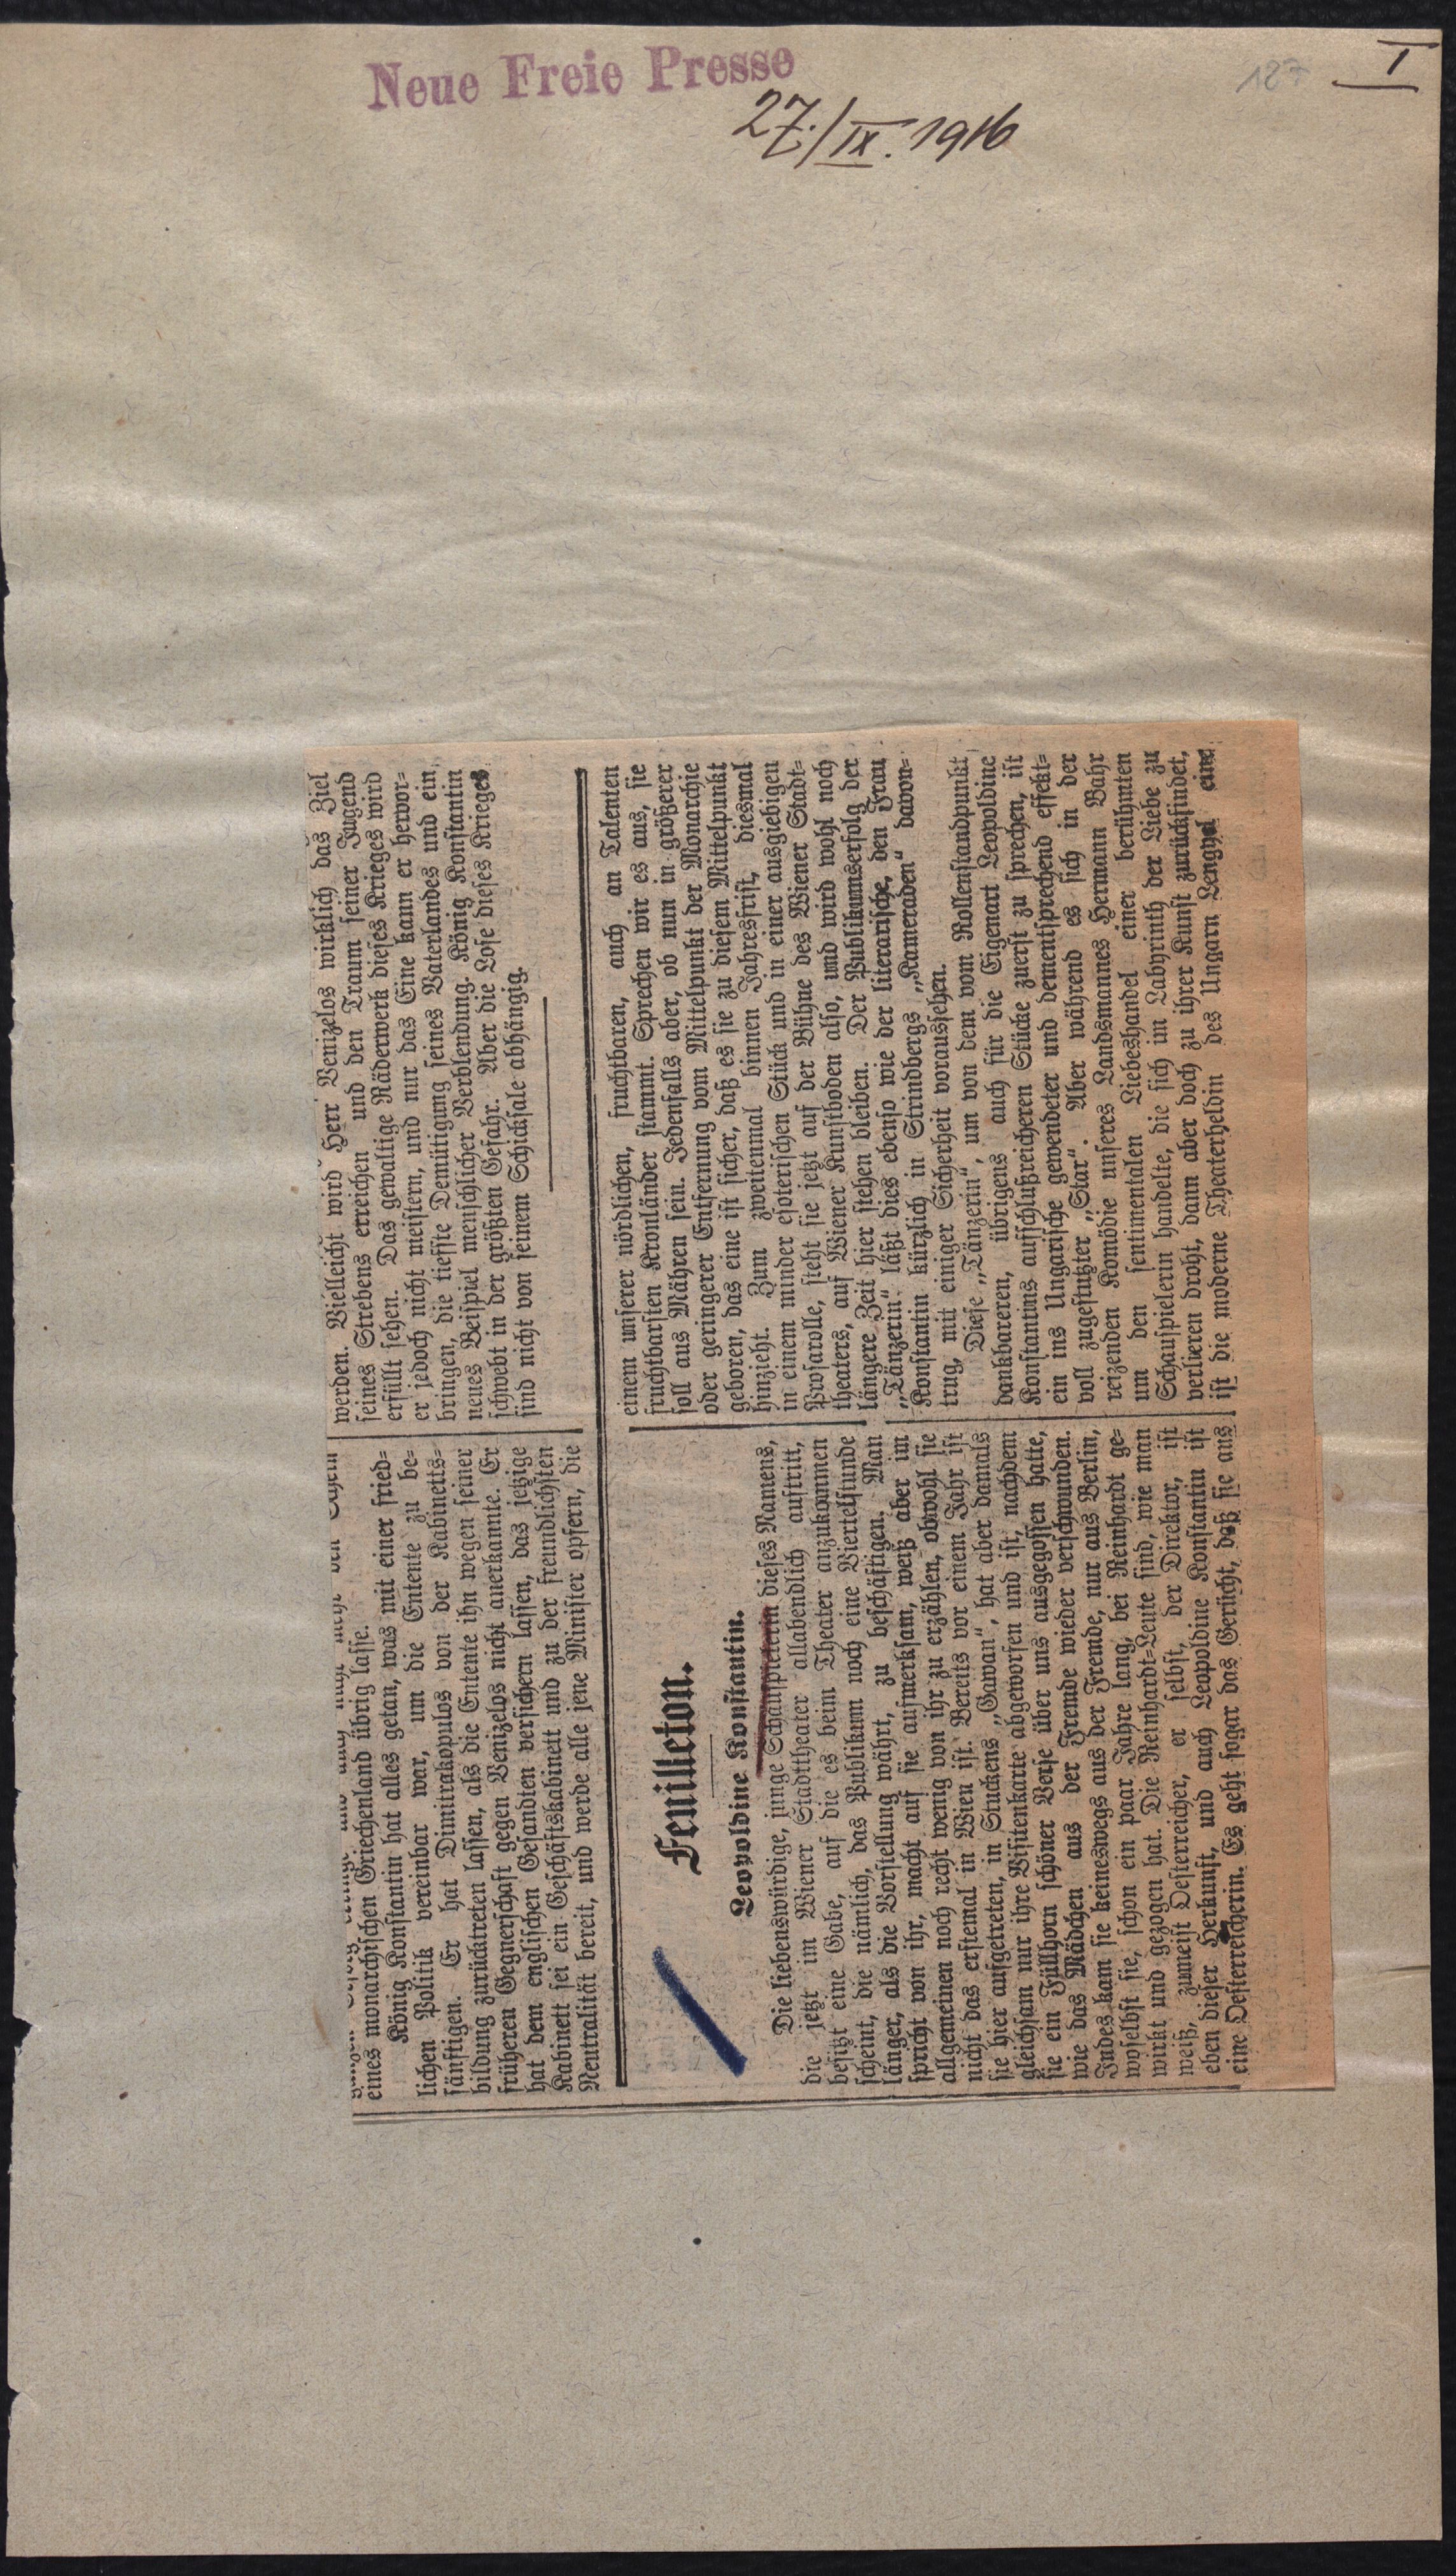 Neue Freie Presse
27./IX. 1916
127
I
eines monarchischen Griechenland übrig lasse.
König Konstantin hat alles getan, was mit einer fried-
lichen Politik vereinbar war, um die Entente zu be-
sänftigen. Er hat Dimitrakopulos von der Kabinetts-
bildung zurücktreten lassen, als die Entente ihn wegen seiner
früheren Gegnerschaft gegen Venizelos nicht anerkannte. Er
hat dem englischen Gesandten versichern lassen, das jetzige
Kabinett sei ein Geschäftskabinett und zu der freundlichsten
Neutralität bereit, und werde alle jene Minister opfern, die
werden. Vielleicht wird Herr Venizelos wirklich das Ziel
seines Strebens erreichen und den Traum seiner Jugend
erfüllt sehen. Das gewaltige Räderwerk dieses Krieges wird
er jedoch nicht meistern, und nur das Eine kann er hervor-
bringen, die tiefste Demütigung seines Vaterlandes und ein
neues Beispiel menschlicher Verblendung. König Konstantin
schwebt in der größten Gefahr. Aber die Lose dieses Krieges
sind nicht von seinem Schicksale abhängig.
Feuilleton.
Leopoldine Konstantin.
Die liebenswürdige, junge Schauspielerin dieses Namens,
die jetzt im Wiener Stadttheater allabendlich auftritt,
besitzt eine Gabe, auf die es beim Theater anzukommen
scheint, die nämlich, das Publikum noch eine Viertelstunde
länger, als die Vorstellung währt, zu beschäftigen. Man
spricht von ihr, macht auf sie aufmerksam, weiß aber im
allgemeinen noch recht wenig von ihr zu erzählen, obwohl sie
nicht das erstemal in Wien ist. Bereits vor einem Jahr ist
sie hier aufgetreten, in Stuckens „Gawan", hat aber damals
gleichsam nur ihre Visitenkarte abgeworfen und ist, nachdem
sie ein Füllhorn schöner Verse über uns ausgegossen hatte,
wie das Mädchen aus der Fremde wieder verschwunden.
Indes kam sie keineswegs aus der Fremde, nur aus Berlin,
woselbst sie, schon ein paar Jahre lang, bei Reinhardt ge-
wirkt und gezogen hat. Die Reinhardt-Leute sind, wie man
weiß, zumeist Oesterreicher, er selbst, der Direktor, ist
eben dieser Herkunft, und auch Leopoldine Konstantin ist
eine Oesterreicherin. Es geht sogar das Gerücht, daß sie aus
einem unserer nördlichen, fruchtbaren, auch an Talenten
fruchtbarsten Kronländer stammt. Sprechen wir es aus, sie
soll aus Mähren sein. Jedenfalls aber, ob nun in größerer
oder geringerer Entfernung vom Mittelpunkt der Monarchie
geboren, das eine ist sicher, daß es sie zu diesem Mittelpunkt
hinzieht. Zum zweitenmal binnen Jahresfrist, diesmal
in einem minder esoterischen Stück und in einer ausgiebigen
Prosarolle, steht sie jetzt auf der Bühne des Wiener Stadt-
theaters, auf Wiener Kunstboden also, und wird wohl noch
längere Zeit hier stehen bleiben. Der Publikumserfolg der
„Tänzerin" läßt dies ebenso wie der literarische, den Frau
Konstantin kürzlich in Strindbergs „Kameraden" davon-
trug, mit einiger Sicherheit voraussehen.
Diese „Tänzerin", um von dem vom Rollenstandpunkt
dankbareren, übrigens auch für die Eigenart Leopoldine
Konstantins aufschlußreicheren Stücke zuerst zu sprechen, ist
ein ins Ungarische gewendeter und dementsprechend effekt-
voll zugestutzter „Star". Aber während es sich in der
reizenden Komödie unseres Landsmannes Hermann Bahr
um den sentimentalen Liebeshandel einer berühmten
Schauspielerin handelte, die sich im Labyrinth der Liebe zu
verlieren droht, dann aber doch zu ihrer Kunst zurückfindet,
ist die moderne Theaterheldin des Ungarn Lengyel eine